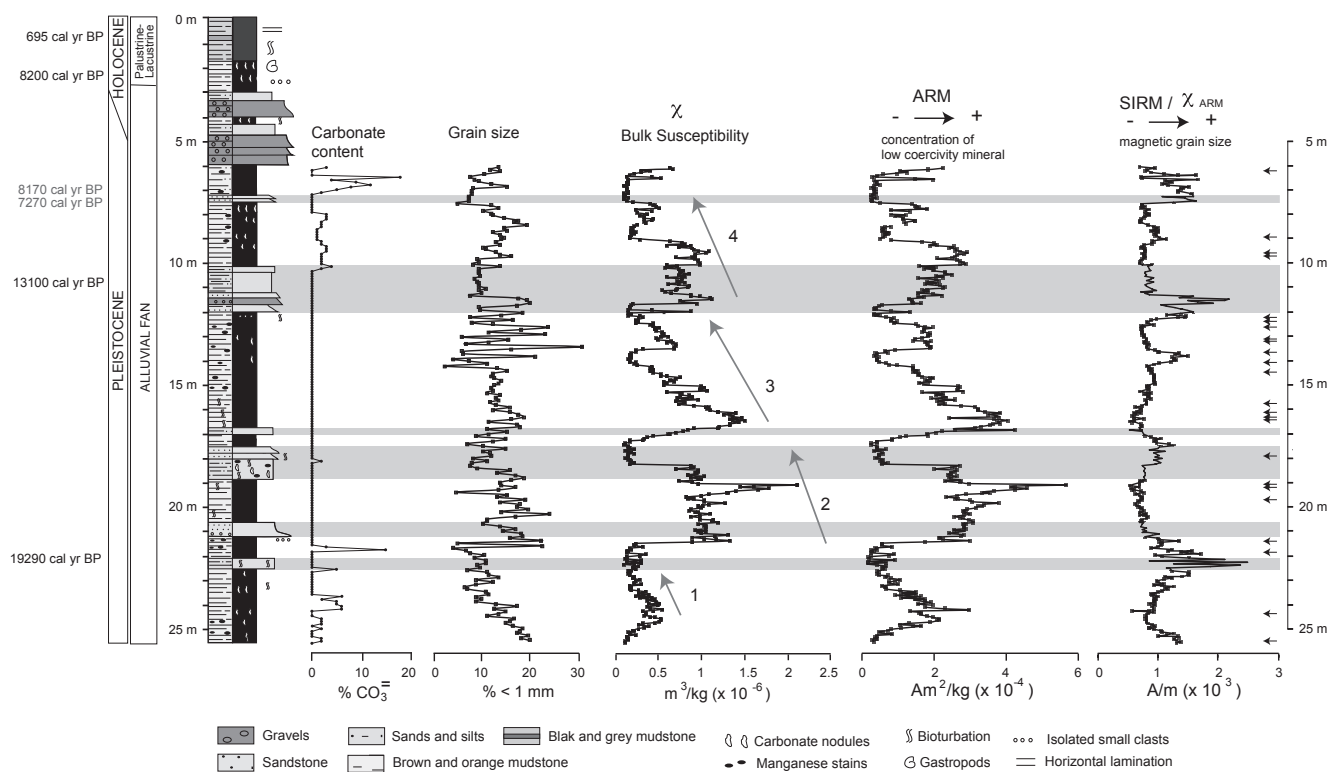 0 m
695 cal yr BP
8200 cal yr BP
HOLOCENE
Palustrine-
Lacustrine
5 m
8170 cal yr BP
7270 cal yr BP
10 m
13100 cal yr BP
PLEISTOCENE
ALLUVIAL FAN
15 m
20 m
19290 cal yr BP
25 m
Carbonate
content
Grain size
χ
Bulk Susceptibility
ARM
- +
concentration of
low coercivity mineral
SIRM / χ ARM
- +
magnetic grain size
5 m
10 m
15 m
20 m
25 m
4
3
2
1
0 10 20
% CO3=
0 10 20 30
% < 1 mm
0 0.5 1 1.5 2 2.5
m3/kg (x 10-6)
0 2 4 6
Am2/kg (x 10-4)
0 1 2 3
A/m (x 103)
Gravels
Sands and silts
Blak and grey mudstone
Carbonate nodules
Bioturbation
Isolated small clasts
Sandstone
Brown and orange mudstone
Manganese stains
Gastropods
Horizontal lamination